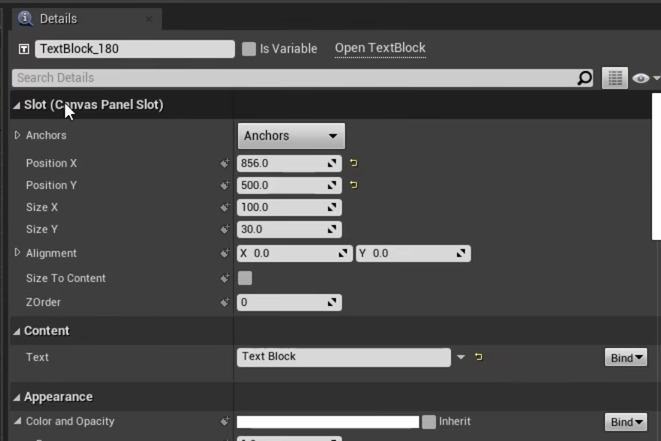 Details
TextBlock_180 Is Variable Open TextBlock
Search Details
Slot (Canvas Panel Slot)
Anchors Anchors
Position X 856.0
Position Y 500.0
Size X 100.0
Size Y 30.0
Alignment X 0.0 Y 0.0
Size To Content
ZOrder 0
Content
Text Text Block Bind
Appearance
Color and Opacity Inherit Bind